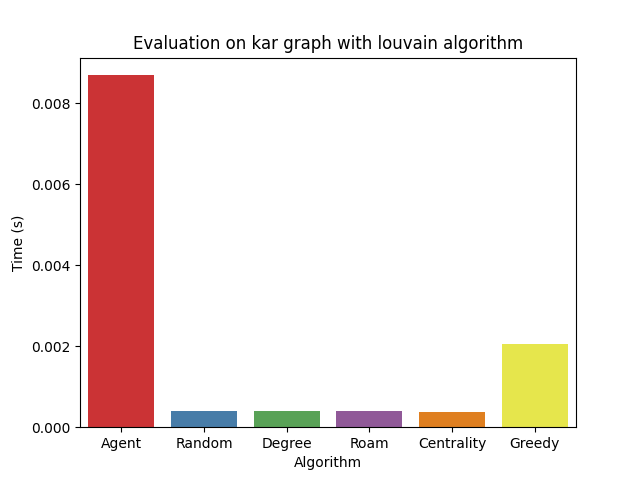 Evaluation on kar graph with louvain algorithm
0.008
0.006
0.004
0.002
0.000
Time (s)
Agent Random Degree Roam Centrality Greedy
Algorithm